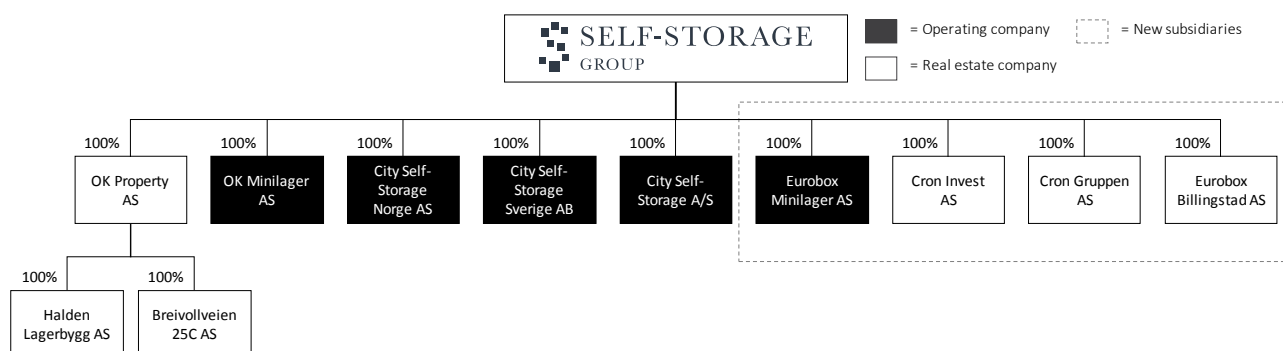 SELF-STORAGE
GROUP
= Operating company
= New subsidiaries
= Real estate company
100%
100%
100%
100%
100%
100%
100%
100%
100%
OK Property
AS
OK Minilager
AS
City Self-
Storage
Norge AS
City Self-
Storage
Sverige AB
City Self-
Storage A/S
Eurobox
Minilager AS
Cron Invest
AS
Cron Gruppen
AS
Eurobox
Billingstad AS
100%
100%
Halden
Lagerbygg AS
Breivollveien
25C AS